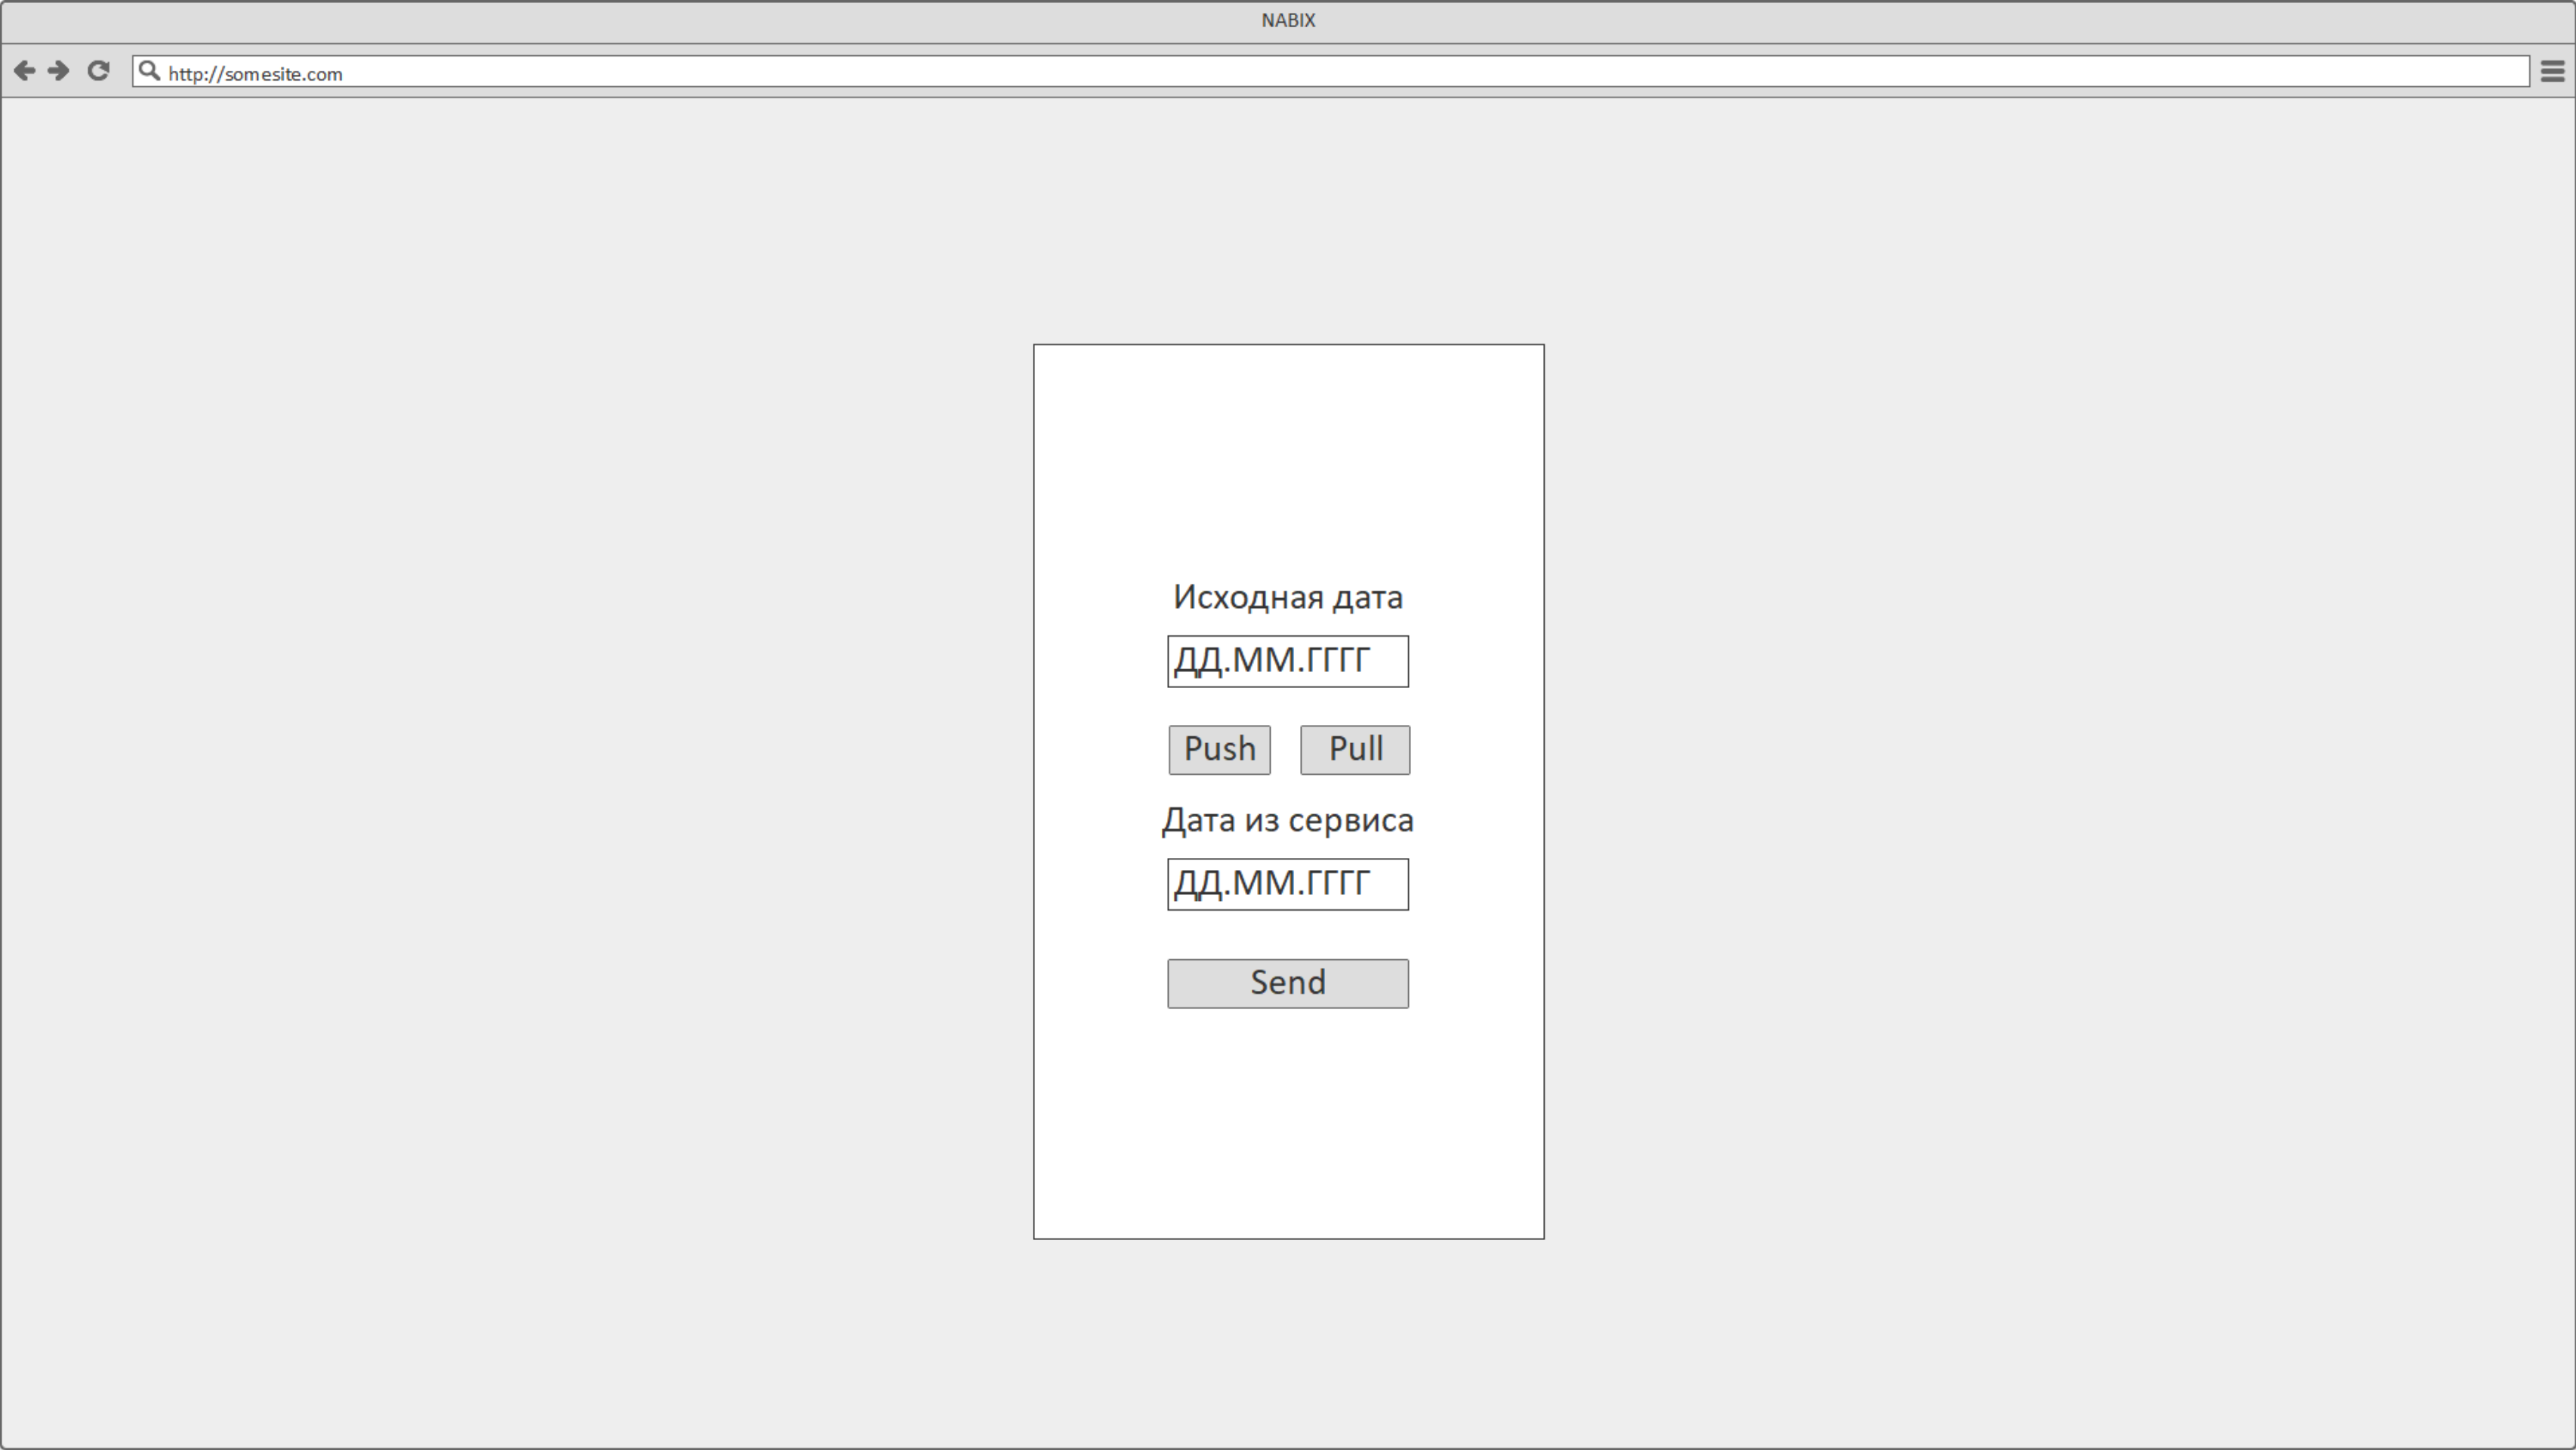 NABIX
http://somesite.com
Исходная дата
ДД.ММ.ГГГГ
Push Pull
Дата из сервиса
ДД.ММ.ГГГГ
Send